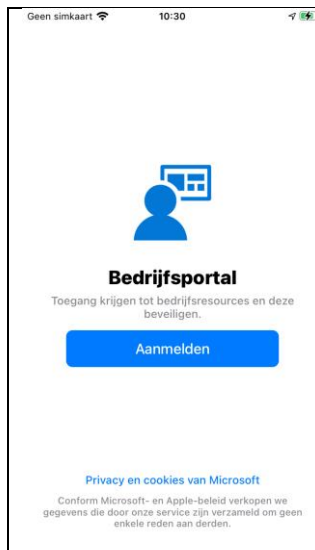 Geen simkaart 10:30
Bedrijfsportal
Toegang krijgen tot bedrijfsresources en deze
beveiligen.
Aanmelden
Privacy en cookies van Microsoft
Conform Microsoft- en Apple-beleid verkopen we
gegevens die door onze service zijn verzameld om geen
enkele reden aan derden.